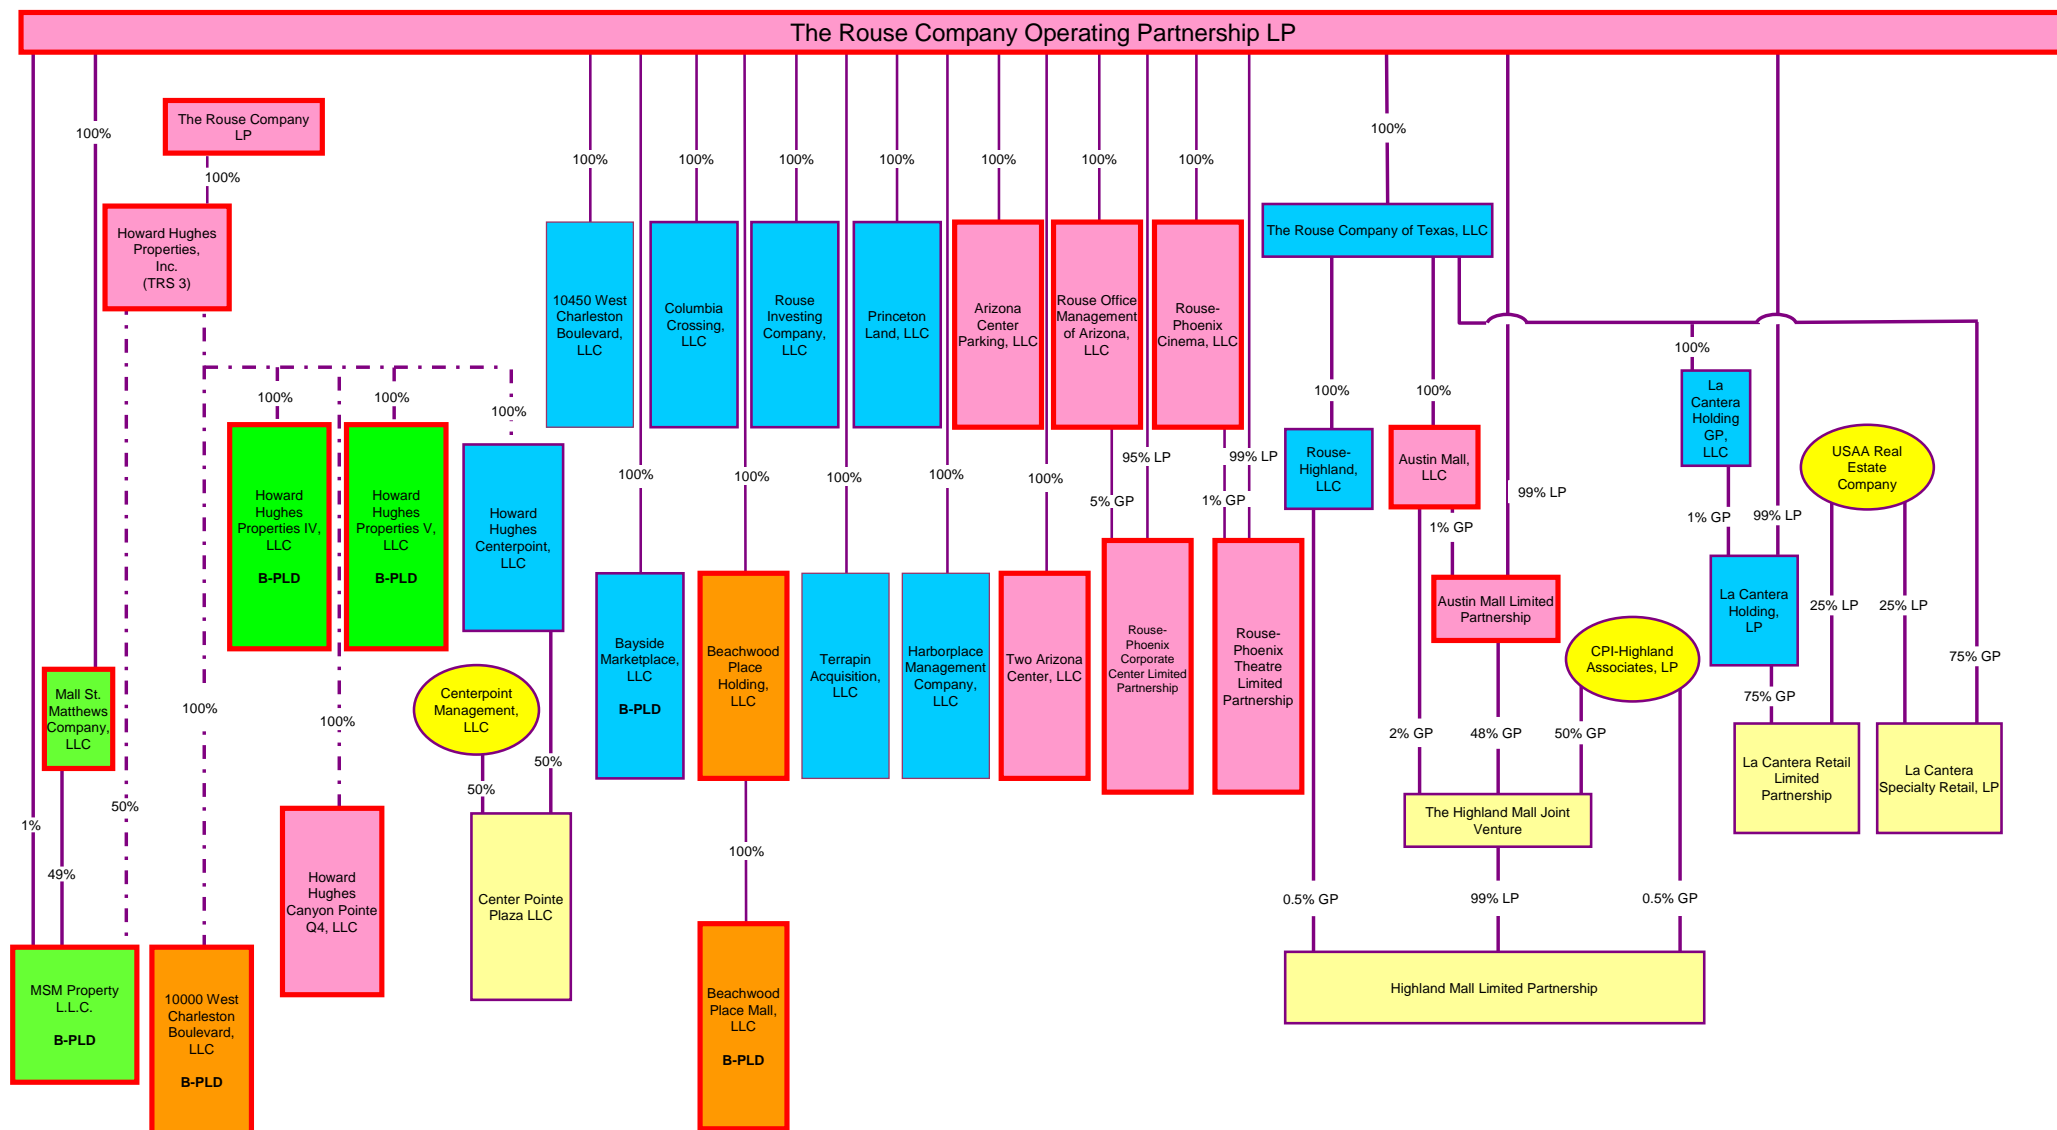 The Rouse Company Operating Partnership LP
The Rouse Company
LP
100%
100%
100%
100%
100%
100%
100%
100%
100%
100%
100%
Howard Hughes
Properties,
Inc.
(TRS 3)
The Rouse Company of Texas, LLC
10450 West
Charleston
Boulevard,
LLC
Columbia
Crossing,
LLC
Rouse
Investing
Company,
LLC
Princeton
Land, LLC
Arizona
Center
Parking, LLC
Rouse Office
Management
of Arizona,
LLC
Rouse-
Phoenix
Cinema, LLC
100%
100%
100%
100%
100%
100%
La
Cantera
Holding
GP,
LLC
Howard
Hughes
Properties IV,
LLC
B-PLD
Howard
Hughes
Properties V,
LLC
B-PLD
Howard
Hughes
Centerpoint,
LLC
Rouse-
Highland,
LLC
Austin Mall,
LLC
USAA Real
Estate
Company
100%
100%
100%
100%
100%
95% LP
99% LP
5% GP
1% GP
99% LP
1% GP
1% GP
99% LP
Mall St.
Matthews
Company,
LLC
100%
100%
Centerpoint
Management,
LLC
Bayside
Marketplace,
LLC
B-PLD
Beachwood
Place
Holding,
LLC
Terrapin
Acquisition,
LLC
Harborplace
Management
Company,
LLC
Two Arizona
Center, LLC
Rouse-
Phoenix
Corporate
Center Limited
Partnership
Rouse-
Phoenix
Theatre
Limited
Partnership
Austin Mall Limited
Partnership
CPI-Highland
Associates, LP
La Cantera
Holding,
LP
25% LP
25% LP
75% GP
75% GP
2% GP
48% GP
50% GP
50%
50%
50%
1%
49%
Howard
Hughes
Canyon Pointe
Q4, LLC
Center Pointe
Plaza LLC
100%
The Highland Mall Joint
Venture
La Cantera Retail
Limited
Partnership
La Cantera
Specialty Retail, LP
0.5% GP
99% LP
0.5% GP
MSM Property
L.L.C.
B-PLD
10000 West
Charleston
Boulevard,
LLC
B-PLD
Beachwood
Place Mall,
LLC
B-PLD
Highland Mall Limited Partnership